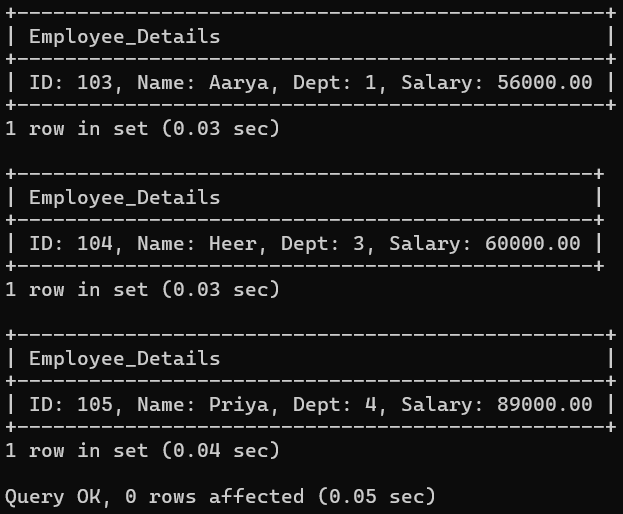 +-------------------------------------------------+
| Employee_Details                                |
+-------------------------------------------------+
| ID: 103, Name: Aarya, Dept: 1, Salary: 56000.00 |
+-------------------------------------------------+
1 row in set (0.03 sec)

+------------------------------------------------+
| Employee_Details                               |
+------------------------------------------------+
| ID: 104, Name: Heer, Dept: 3, Salary: 60000.00 |
+------------------------------------------------+
1 row in set (0.03 sec)

+-------------------------------------------------+
| Employee_Details                                |
+-------------------------------------------------+
| ID: 105, Name: Priya, Dept: 4, Salary: 89000.00 |
+-------------------------------------------------+
1 row in set (0.04 sec)

Query OK, 0 rows affected (0.05 sec)